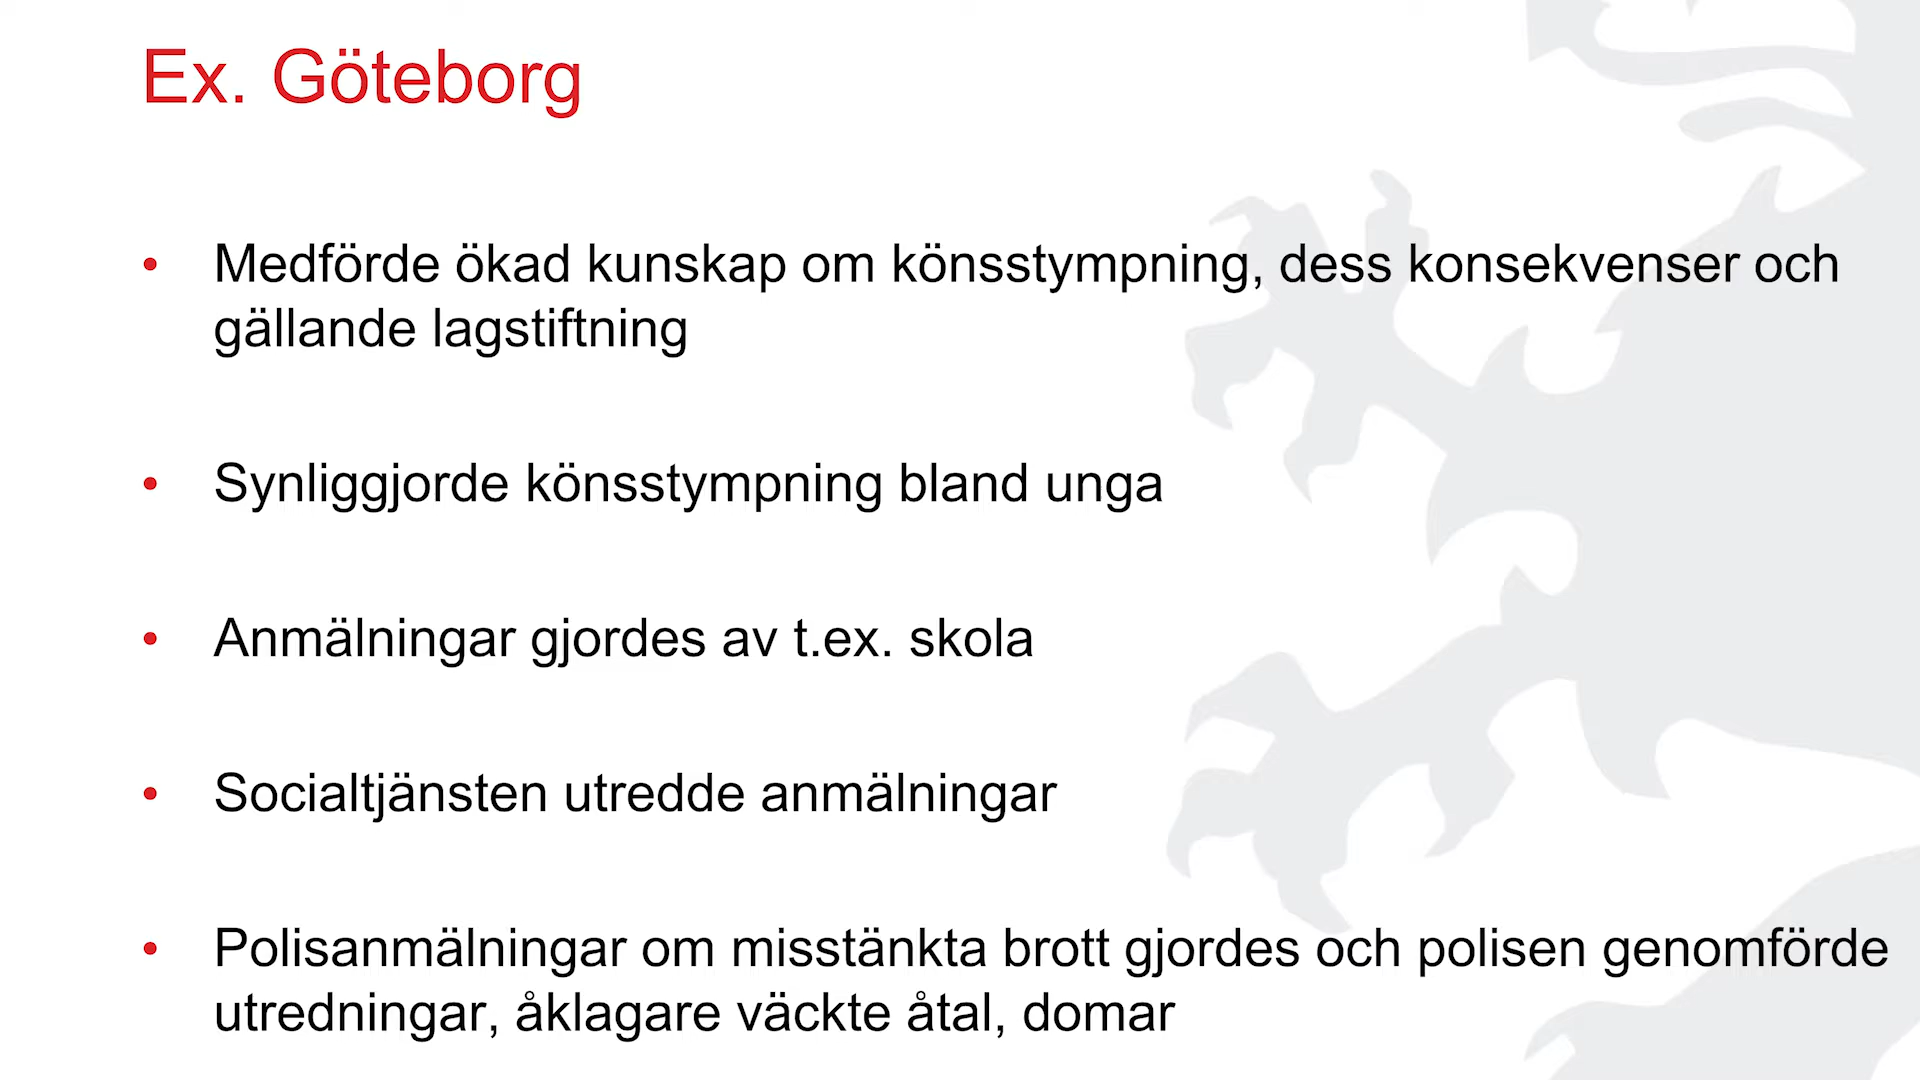 Ex. Göteborg
• Medförde ökad kunskap om könsstympning, dess konsekvenser och
gällande lagstiftning
• Synliggjorde könsstympning bland unga
• Anmälningar gjordes av t.ex. skola
• Socialtjänsten utredde anmälningar
• Polisanmälningar om misstänkta brott gjordes och polisen genomförde
utredningar, åklagare väckte åtal, domar